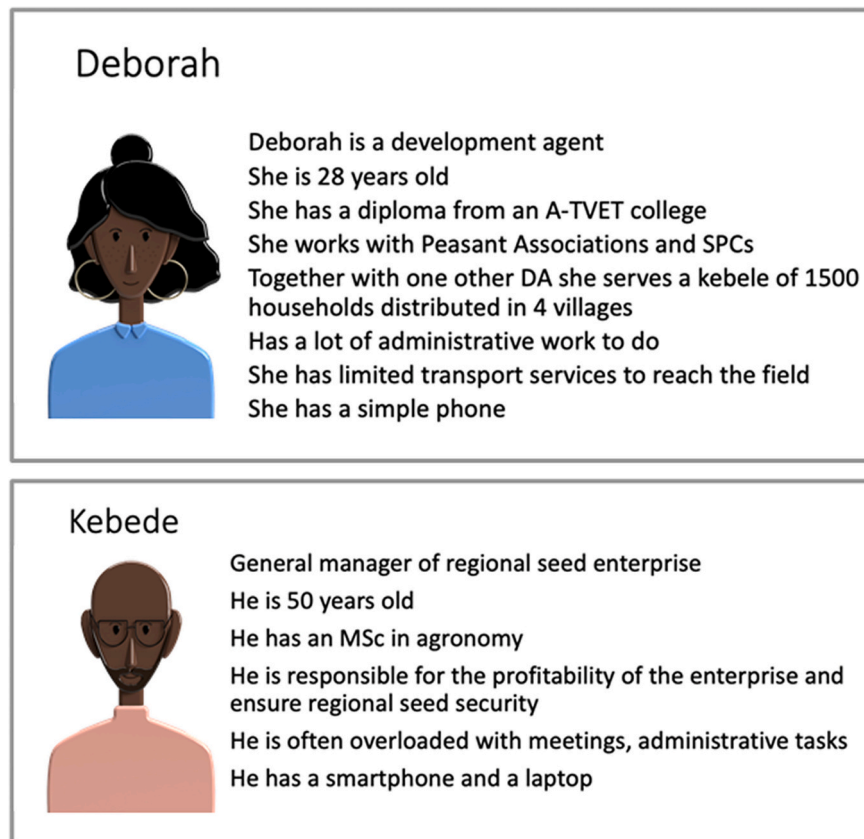 Deborah
Deborah is a development agent
She is 28 years old
She has a diploma from an A-TVET college
She works with Peasant Associations and SPCs
Together with one other DA she serves a kebele of 1500
households distributed in 4 villages
Has a lot of administrative work to do
She has limited transport services to reach the field
She has a simple phone
Kebede
General manager of regional seed enterprise
He is 50 years old
He has an MSc in agronomy
He is responsible for the profitability of the enterprise and
ensure regional seed security
He is often overloaded with meetings, administrative tasks
He has a smartphone and a laptop